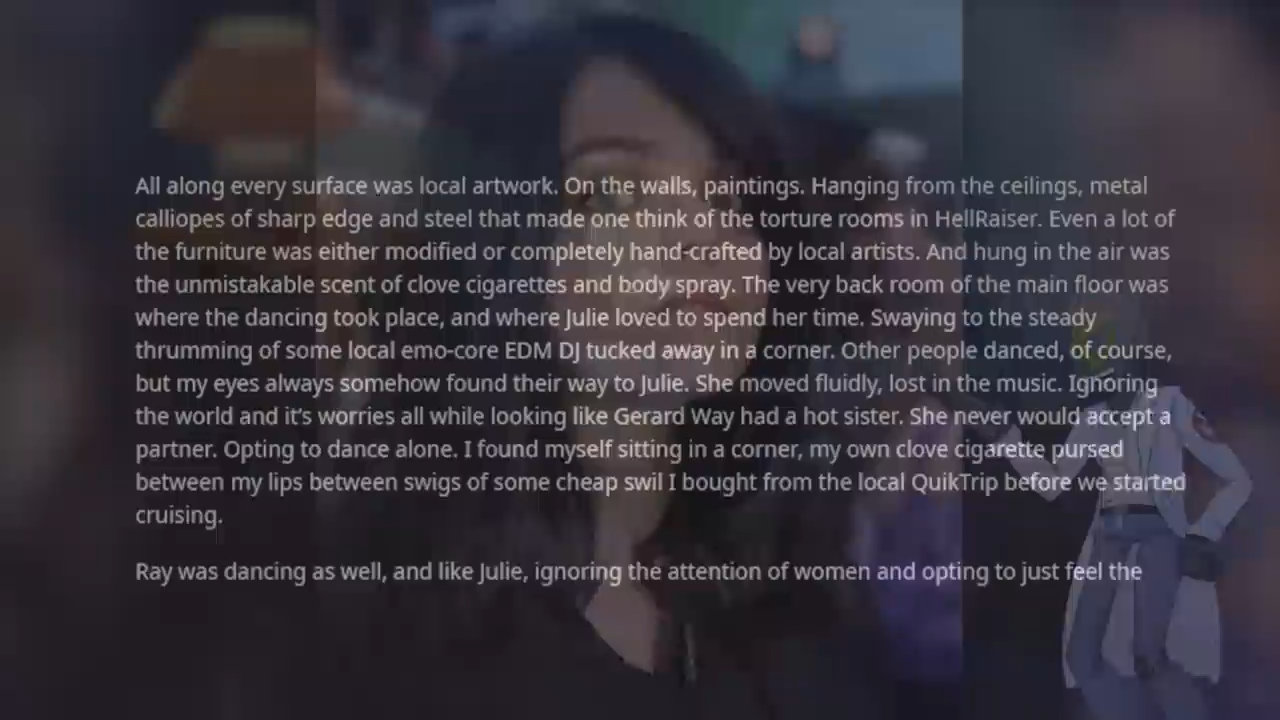 All along every surface was local artwork. On the walls, paintings. Hanging from the ceilings, metal
calliopes of sharp edge and steel that made one think of the torture rooms in HellRaiser. Even a lot of
the furniture was either modified or completely hand-crafted by local artists. And hung in the air was
the unmistakable scent of clove cigarettes and body spray. The very back room of the main floor was
where the dancing took place, and where Julie loved to spend her time. Swaying to the steady
thrumming of some local emo-core EDM DJ tucked away in a corner. Other people danced, of course,
but my eyes always somehow found their way to Julie. She moved fluidly, lost in the music. Ignoring
the world and it’s worries all while looking like Gerard Way had a hot sister. She never would accept a
partner. Opting to dance alone. I found myself sitting in a corner, my own clove cigarette pursed
between my lips between swigs of some cheap swil I bought from the local QuikTrip before we started
cruising.
Ray was dancing as well, and like Julie, ignoring the attention of women and opting to just feel the